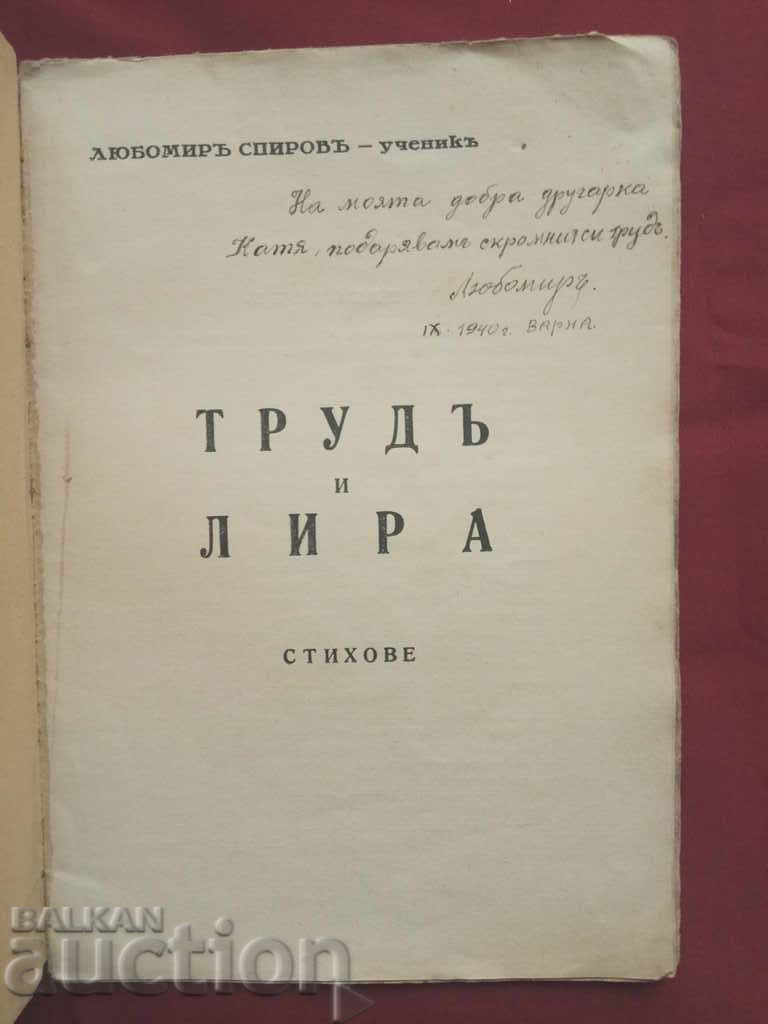 ЛЮБОМИРЪ СПИРОВЪ – ученикъ
На моята добра другарка
Катя, подарявамъ скромния си трудъ.
Любомиръ.
IX. 1940 г. ВАРНА.
ТРУДЪ
И
ЛИРА
СТИХОВЕ
BALKAN
auction